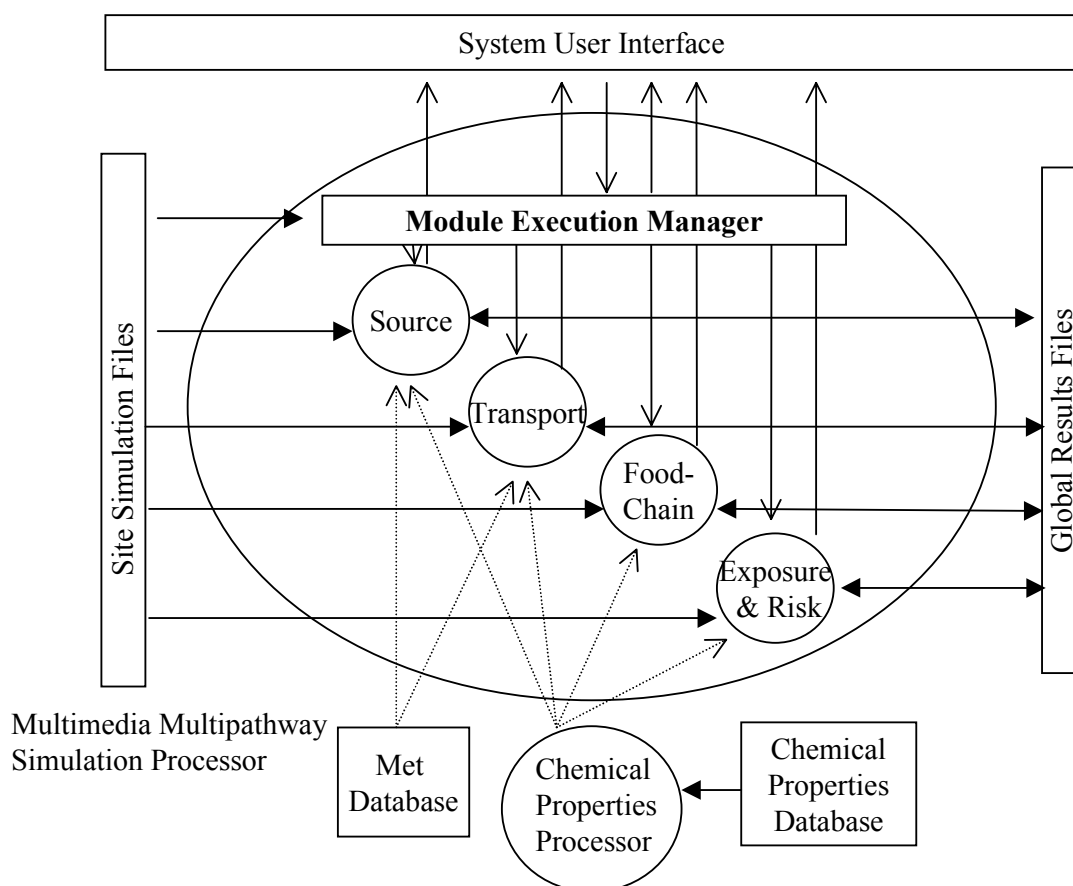 System User Interface
Site Simulation Files
Module Execution Manager
Global Results Files
Source
Transport
Food-
Chain
Exposure
& Risk
Multimedia Multipathway
Simulation Processor
Met
Database
Chemical
Properties
Processor
Chemical
Properties
Database